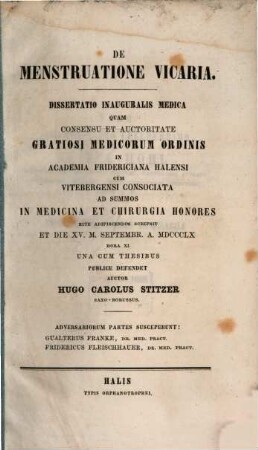 DE
MENSTRUATIONE VICARIA.
DISSERTATIO INAUGURALIS MEDICA
QUAM
CONSENSU ET AUCTORITATE
GRATIOSI MEDICORUM ORDINIS
IN
ACADEMIA FRIDERICIANA HALENSI
CUM
VITEBERGENSI CONSOCIATA
AD SUMMOS
IN MEDICINA ET CHIRURGIA HONORES
RITE ADIPISCENDOS SUSCEPIT
ET DIE XV. M. SEPTEMBR. A. MDCCCLX
HORA XI
UNA CUM THESIBUS
PUBLICE DEFENDET
AUCTOR
HUGO CAROLUS STITZER
SAXO-BORUSSUS.
ADVERSARIORUM PARTES SUSCEPERUNT:
GUALTERUS FRANKE, DR. MED. PRACT.
FRIDERICUS FLEISCHHAUER, DR. MED. PRACT.
HALIS
TYPIS ORPHANOTROPHEI.